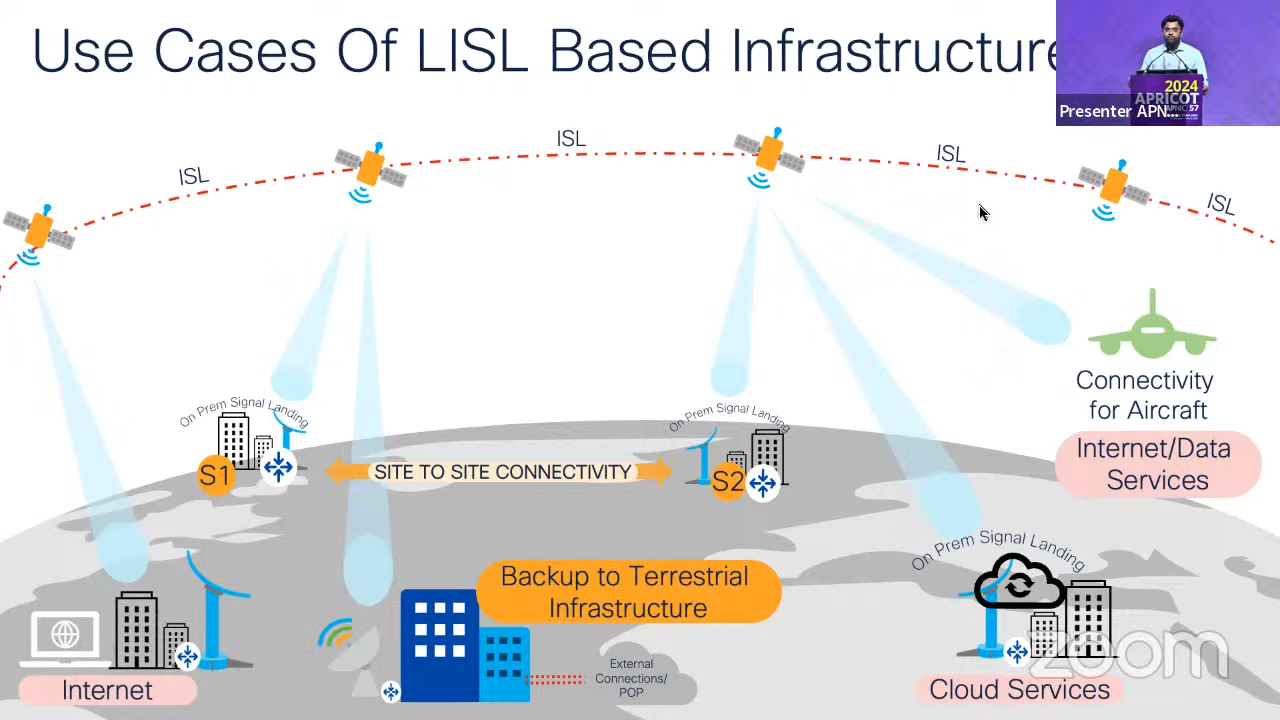 Use Cases Of LISL Based Infrastructure
2024
APRICOT
APNIC 57
Presenter APN...
ISL
ISL
ISL
ISL
On Prem Signal Landing
S1
SITE TO SITE CONNECTIVITY
On Prem Signal Landing
S2
Connectivity
for Aircraft
Internet/Data
Services
On Prem Signal Landing
Backup to Terrestrial
Infrastructure
External
Connections/
POP
Internet
Cloud Services
zoom